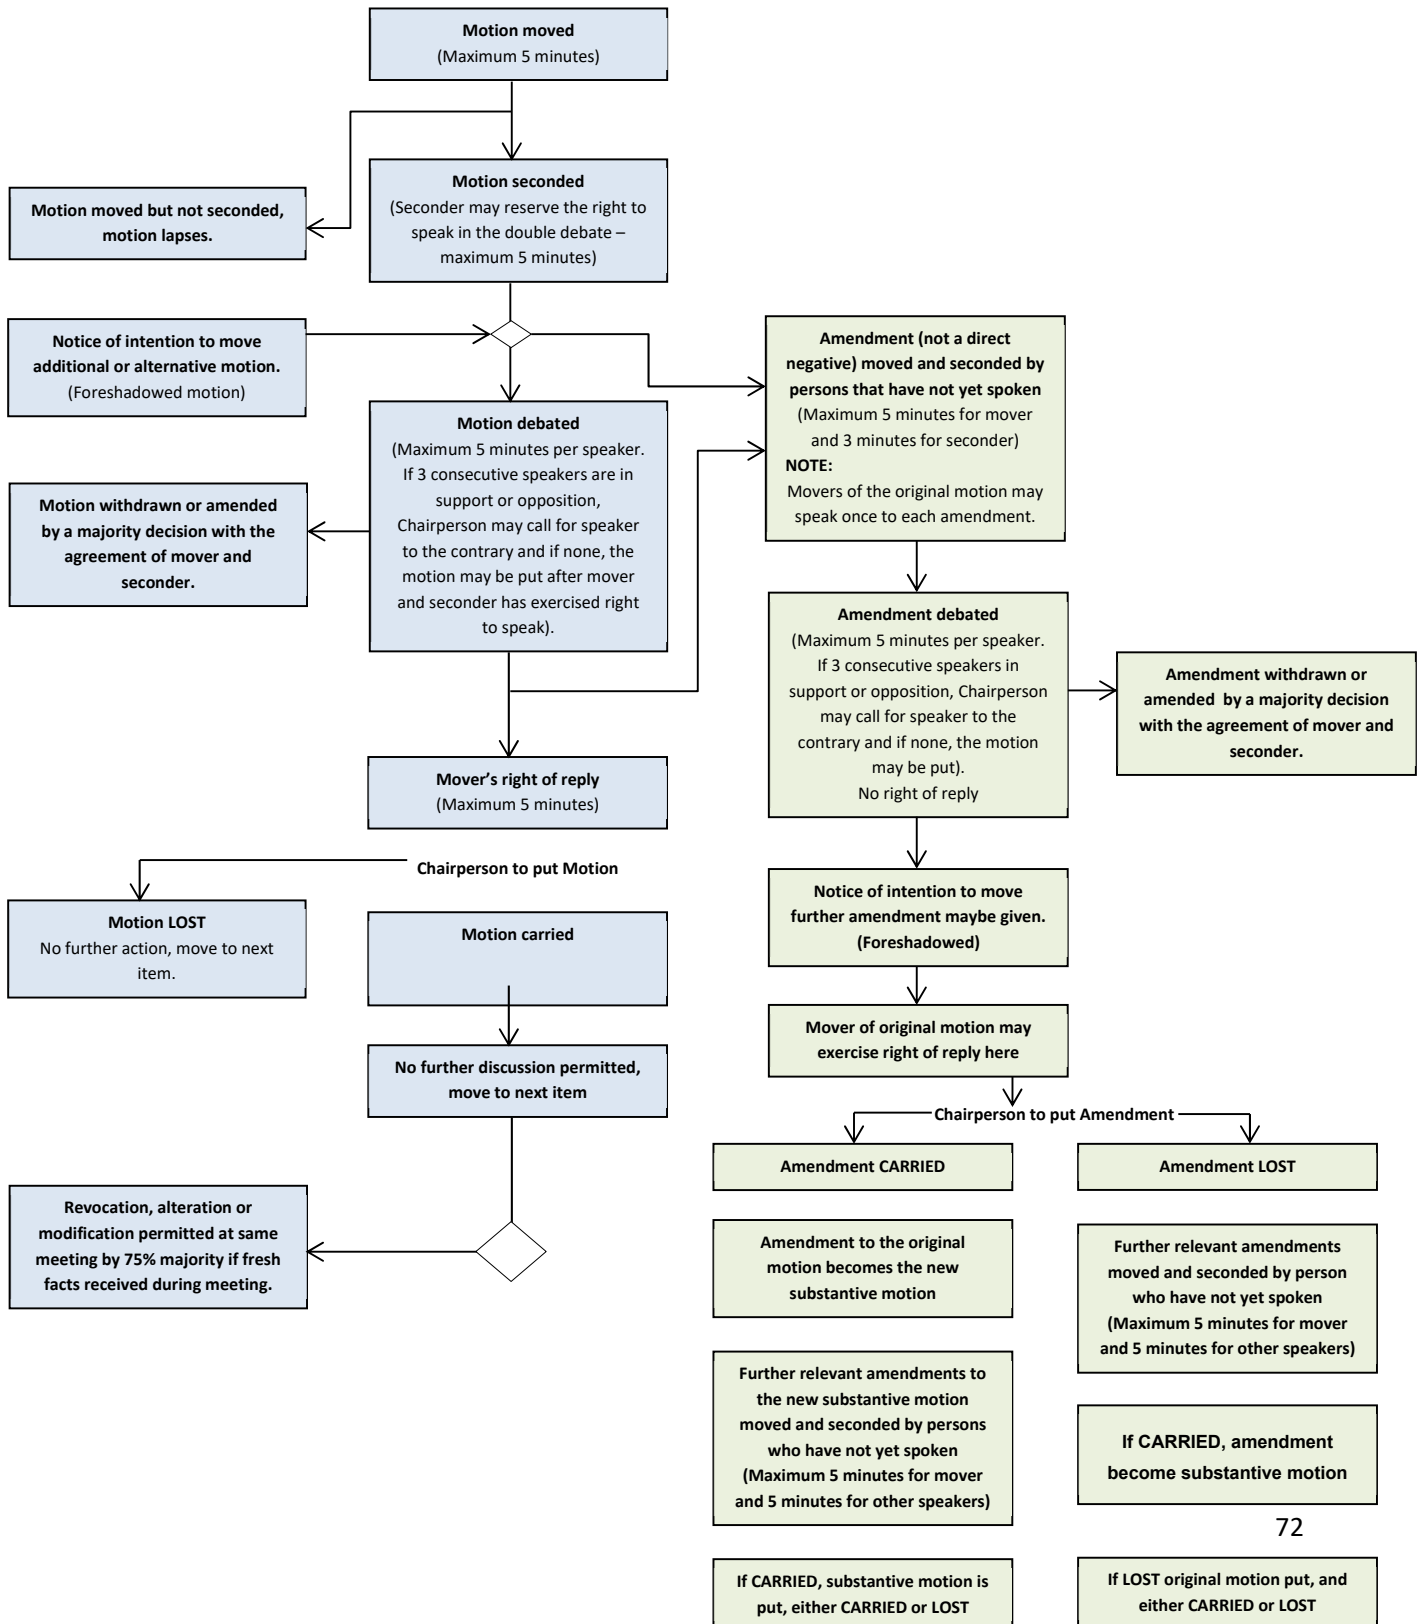 Motion moved
(Maximum 5 minutes)
Motion seconded
(Seconder may reserve the right to
speak in the double debate –
maximum 5 minutes)
Motion moved but not seconded,
motion lapses.
Notice of intention to move
additional or alternative motion.
(Foreshadowed motion)
Amendment (not a direct
negative) moved and seconded by
persons that have not yet spoken
(Maximum 5 minutes for mover
and 3 minutes for seconder)
NOTE:
Movers of the original motion may
speak once to each amendment.
Motion debated
(Maximum 5 minutes per speaker.
If 3 consecutive speakers are in
support or opposition,
Chairperson may call for speaker
to the contrary and if none, the
motion may be put after mover
and seconder has exercised right
to speak).
Motion withdrawn or amended
by a majority decision with the
agreement of mover and
seconder.
Amendment debated
(Maximum 5 minutes per speaker.
If 3 consecutive speakers in
support or opposition, Chairperson
may call for speaker to the
contrary and if none, the motion
may be put).
No right of reply
Amendment withdrawn or
amended by a majority decision
with the agreement of mover and
seconder.
Mover’s right of reply
(Maximum 5 minutes)
Chairperson to put Motion
Motion LOST
No further action, move to next
item.
Motion carried
Notice of intention to move
further amendment maybe given.
(Foreshadowed)
Mover of original motion may
exercise right of reply here
No further discussion permitted,
move to next item
Chairperson to put Amendment
Amendment CARRIED
Amendment LOST
Revocation, alteration or
modification permitted at same
meeting by 75% majority if fresh
facts received during meeting.
Amendment to the original
motion becomes the new
substantive motion
Further relevant amendments
moved and seconded by person
who have not yet spoken
(Maximum 5 minutes for mover
and 5 minutes for other speakers)
Further relevant amendments to
the new substantive motion
moved and seconded by persons
who have not yet spoken
(Maximum 5 minutes for mover
and 5 minutes for other speakers)
If CARRIED, amendment
become substantive motion
72
If CARRIED, substantive motion is
put, either CARRIED or LOST
If LOST original motion put, and
either CARRIED or LOST